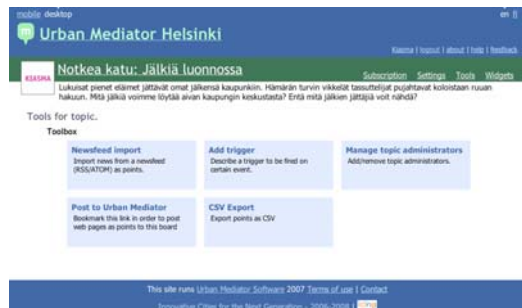 mobile desktop
en fi
Urban Mediator Helsinki
Kiasma | logout | about | help | feedback
KIASMA
Notkea katu: Jälkiä luonnossa
Subscription Settings Tools Widgets
Lukuisat pienet eläimet jättävät omat jälkensä kaupunkiin. Hämärän turvin vikkelät tassuttelijat pujahtavat koloistaan ruuan
hakuun. Mitä jälkiä voimme löytää aivan kaupungin keskustasta? Entä mitä jälkien jättäjiä voit nähdä?
Tools for topic.
Toolbox
Newsfeed import
Import news from a newsfeed
(RSS/ATOM) as points.
Add trigger
Describe a trigger to be fired on
certain event.
Manage topic administrators
Add/remove topic administrators.
Post to Urban Mediator
Bookmark this link in order to post
web pages as points to this board
CSV Export
Export points as CSV
This site runs Urban Mediator Software 2007 Terms of use | Contact
Innovative Cities for the Next Generation - 2006-2008 |